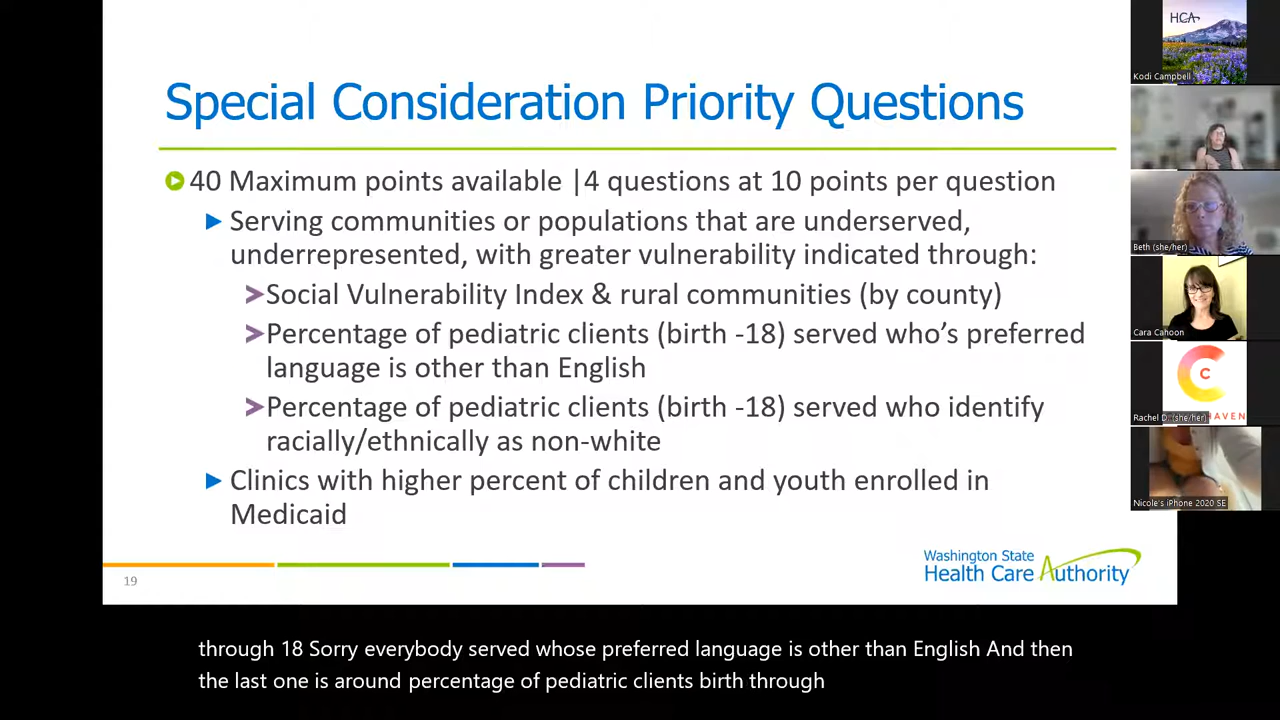 Special Consideration Priority Questions
40 Maximum points available |4 questions at 10 points per question
Serving communities or populations that are underserved,
underrepresented, with greater vulnerability indicated through:
Social Vulnerability Index & rural communities (by county)
Percentage of pediatric clients (birth -18) served who's preferred
language is other than English
Percentage of pediatric clients (birth -18) served who identify
racially/ethnically as non-white
Clinics with higher percent of children and youth enrolled in
Medicaid
19
Washington State
Health Care Authority
through 18 Sorry everybody served whose preferred language is other than English And then
the last one is around percentage of pediatric clients birth through
HCA
Kodi Campbell
Beth (she/her)
Cara Cahoon
C
Rachel D. (she/her)
HAVEN
Nicole's iPhone 2020 SE